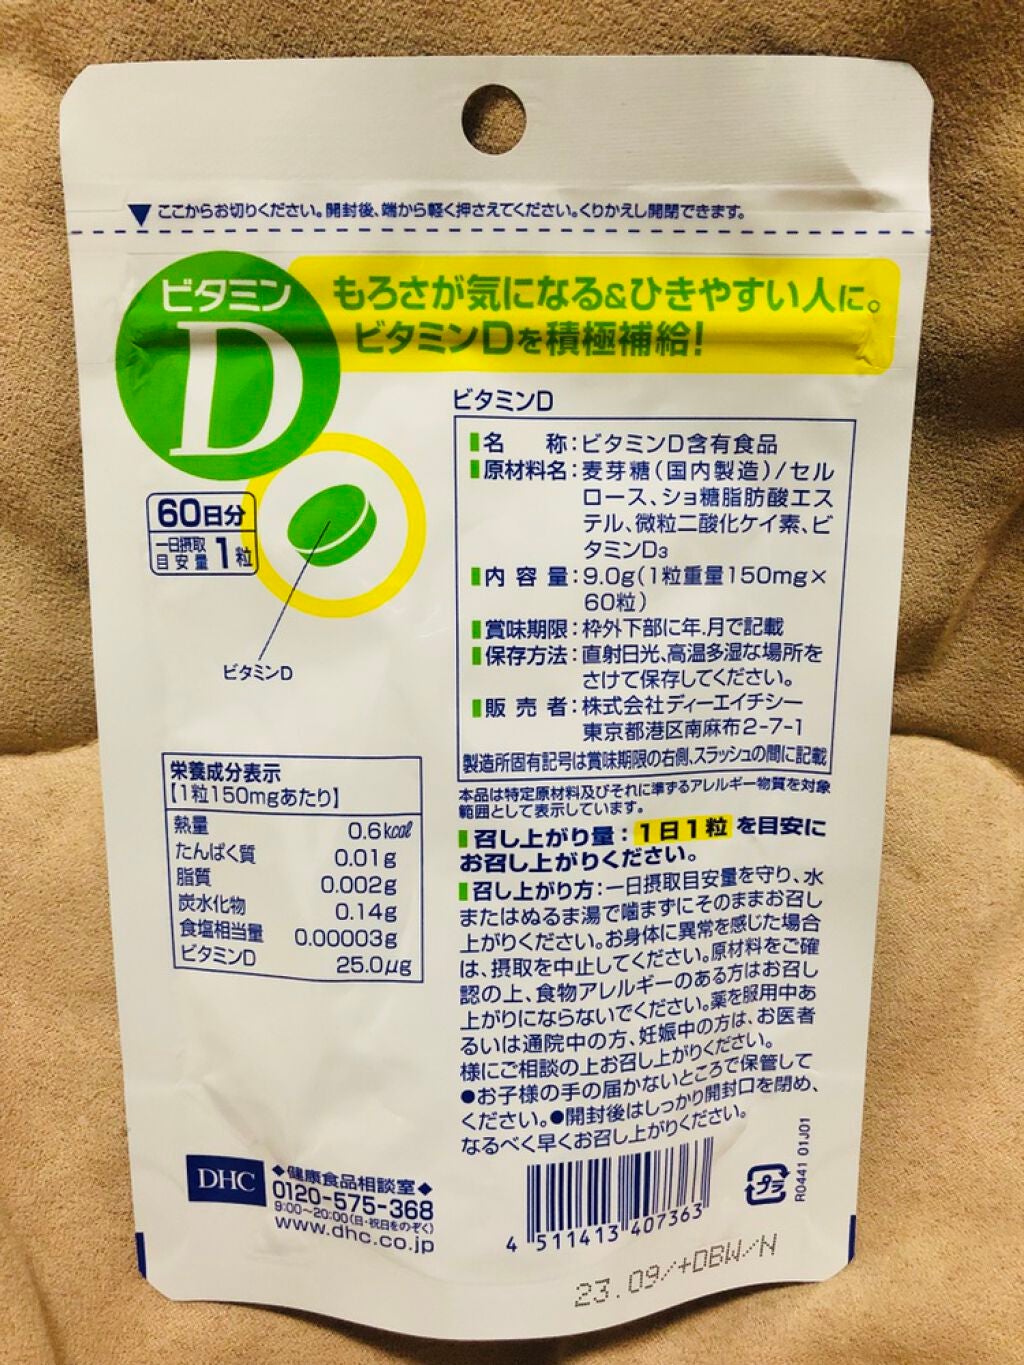 ▼ここからお切りください。開封後、端から軽く押さえてください。くりかえし開閉できます。
ビタミン
D
もろさが気になる&ひきやすい人に。
ビタミンDを積極補給!
60日分
一日摂取
目安量 1粒
ビタミンD
ビタミンD
名 称:ビタミンD含有食品
原材料名:麦芽糖(国内製造)/セル
ロース、ショ糖脂肪酸エス
テル、微粒二酸化ケイ素、ビ
タミンD₃
内容量:9.0g(1粒重量150mg×
60粒)
賞味期限:枠外下部に年.月で記載
保存方法:直射日光、高温多湿な場所を
さけて保存してください。
販売者:株式会社ディーエイチシー
東京都港区南麻布2-7-1
製造所固有記号は賞味期限の右側、スラッシュの間に記載
本品は特定原材料及びそれに準ずるアレルギー物質を対象
範囲として表示しています。
召し上がり量:1日1粒を目安に
お召し上がりください。
召し上がり方:一日摂取目安量を守り、水
またはぬるま湯で噛まずにそのままお召し
上がりください。お身体に異常を感じた場合
は、摂取を中止してください。原材料をご確
認の上、食物アレルギーのある方はお召し
上がりにならないでください。薬を服用中あ
るいは通院中の方、妊娠中の方は、お医者
様にご相談の上お召し上がりください。
●お子様の手の届かないところで保管して
ください。●開封後はしっかり開封口を閉め、
なるべく早くお召し上がりください。
栄養成分表示
【1粒150mgあたり】
熱量 0.6kcal
たんぱく質 0.01g
脂質 0.002g
炭水化物 0.14g
食塩相当量 0.00003g
ビタミンD 25.0μg
DHC
◆健康食品相談室◆
0120-575-368
9:00〜20:00(日・祝日をのぞく)
www.dhc.co.jp
4 511413 407363
プラ
R0441 01J01
23.09/+DBW/N